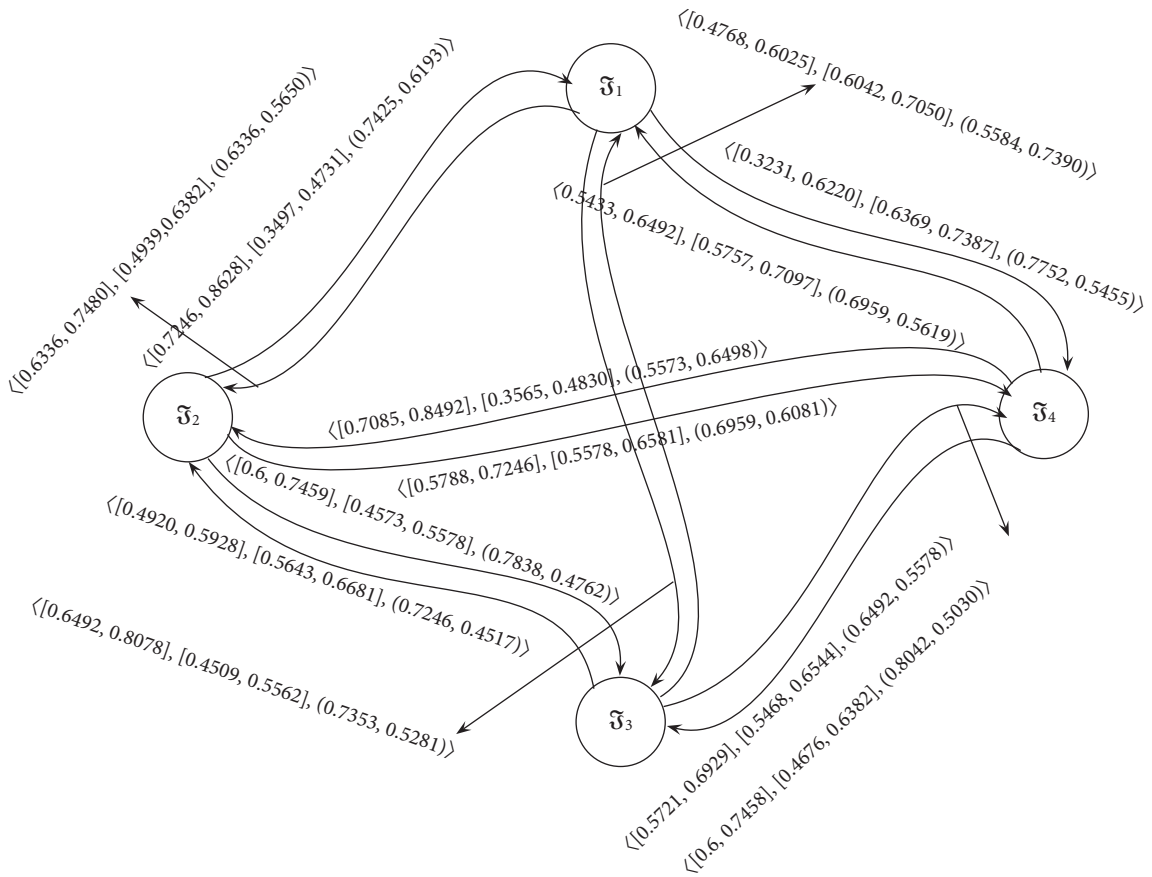 ⟨[0.4768, 0.6025], [0.6042, 0.7050], (0.5584, 0.7390)⟩
⟨[0.6336, 0.7480], [0.4939,0.6382], (0.6336, 0.5650)⟩
⟨[0.7246, 0.8628], [0.3497, 0.4731], (0.7425, 0.6193)⟩
𝕴1
⟨[0.3231, 0.6220], [0.6369, 0.7387], (0.7752, 0.5455)⟩
⟨0.5433, 0.6492], [0.5757, 0.7097], (0.6959, 0.5619)⟩
⟨[0.7085, 0.8492], [0.3565, 0.4830], (0.5573, 0.6498)⟩
𝕴2
𝕴4
⟨[0.5788, 0.7246], [0.5578, 0.6581], (0.6959, 0.6081)⟩
⟨[0.6, 0.7459], [0.4573, 0.5578], (0.7838, 0.4762)⟩
⟨[0.4920, 0.5928], [0.5643, 0.6681], (0.7246, 0.4517)⟩
⟨[0.6492, 0.8078], [0.4509, 0.5562], (0.7353, 0.5281)⟩
𝕴3
⟨[0.5721, 0.6929], [0.5468, 0.6544], (0.6492, 0.5578)⟩
⟨[0.6, 0.7458], [0.4676, 0.6382], (0.8042, 0.5030)⟩